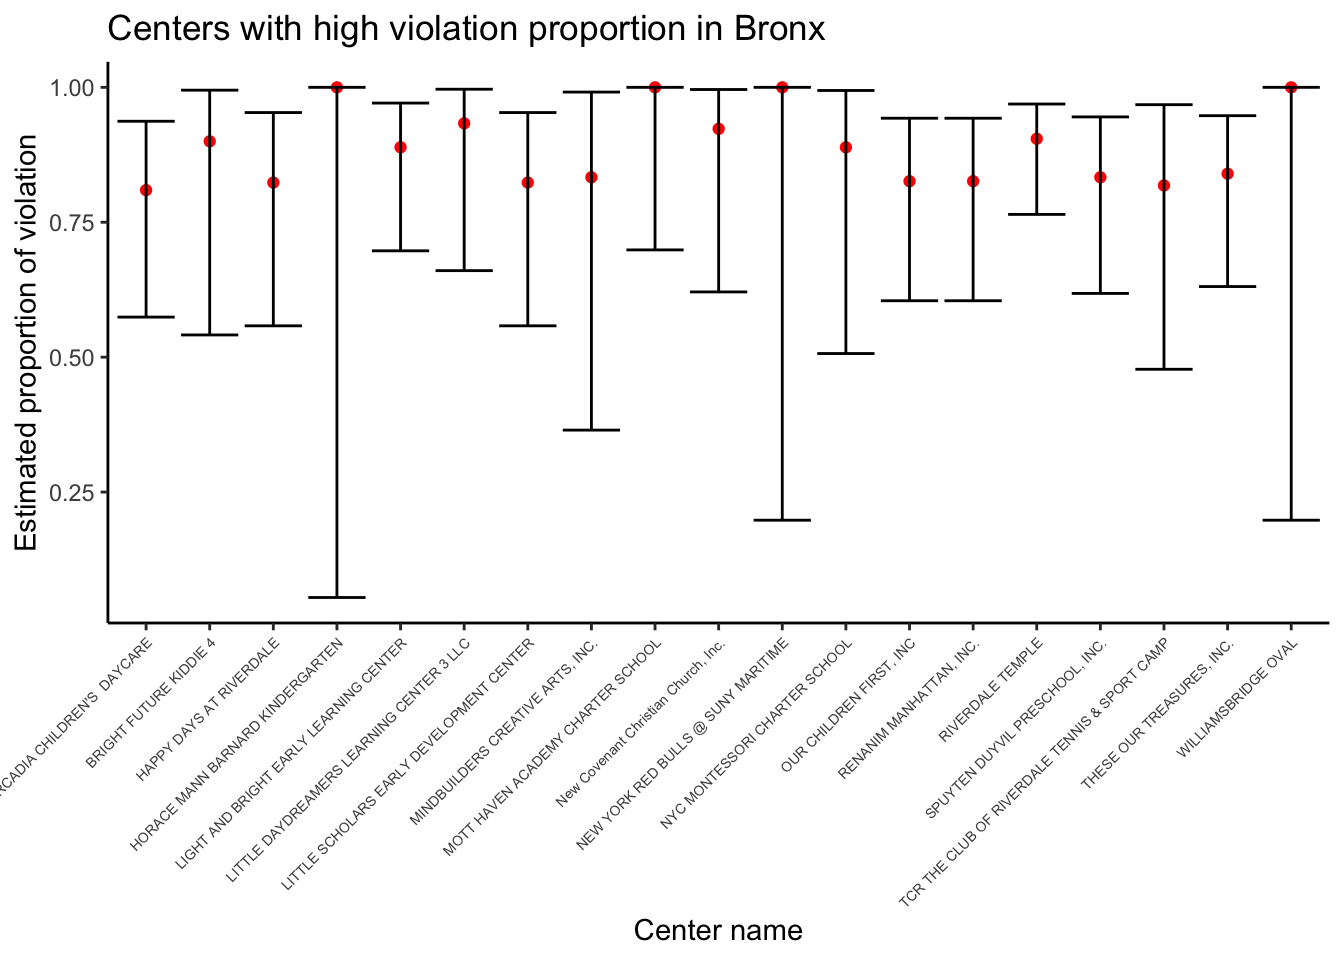 Centers with high violation proportion in Bronx
Estimated proportion of violation
1.00
0.75
0.50
0.25
CHILDREN'S DAYCARE
BRIGHT FUTURE KIDDIE 4
HAPPY DAYS AT RIVERDALE
HORACE MANN BARNARD KINDERGARTEN
LIGHT AND BRIGHT EARLY LEARNING CENTER
LITTLE DAYDREAMERS LEARNING CENTER 3 LLC
LITTLE SCHOLARS EARLY DEVELOPMENT CENTER
MINDBUILDERS CREATIVE ARTS, INC.
MOTT HAVEN ACADEMY CHARTER SCHOOL
New Covenant Christian Church, Inc.
NEW YORK RED BULLS @ SUNY MARITIME
NYC MONTESSORI CHARTER SCHOOL
OUR CHILDREN FIRST, INC
RENANIM MANHATTAN, INC.
RIVERDALE TEMPLE
SPUYTEN DUYVIL PRESCHOOL, INC.
TCR THE CLUB OF RIVERDALE TENNIS & SPORT CAMP
THESE OUR TREASURES, INC.
WILLIAMSBRIDGE OVAL
Center name